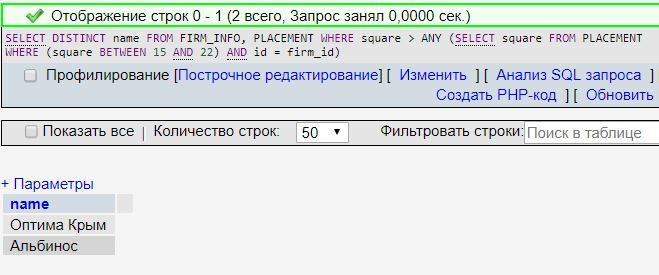 Отображение строк 0 - 1 (2 всего, Запрос занял 0,0000 сек.)
SELECT DISTINCT name FROM FIRM_INFO, PLACEMENT WHERE square > ANY (SELECT square FROM PLACEMENT
WHERE (square BETWEEN 15 AND 22) AND id = firm_id)
Профилирование [Построчное редактирование] [ Изменить ] [ Анализ SQL запроса ]
Создать PHP-код ] [ Обновить
Показать все | Количество строк: 50 Фильтровать строки: Поиск в таблице
+ Параметры
name
Оптима Крым
Альбинос